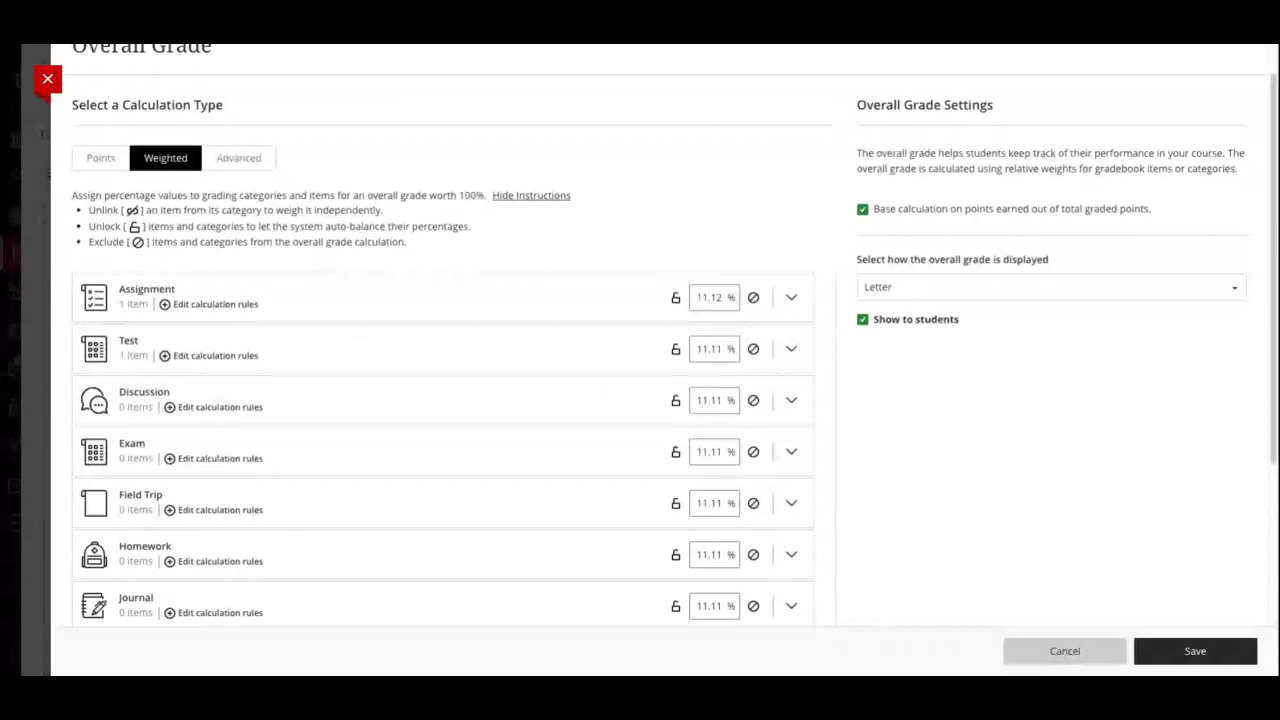 Overall Grade
Select a Calculation Type
Points Weighted Advanced
Assign percentage values to grading categories and items for an overall grade worth 100%. Hide Instructions
• Unlink [ ] an item from its category to weigh it independently.
• Unlock [ ] items and categories to let the system auto-balance their percentages.
• Exclude [ ] items and categories from the overall grade calculation.
Assignment
1 item | Edit calculation rules
11.12 %
Test
1 item | Edit calculation rules
11.11 %
Discussion
0 items | Edit calculation rules
11.11 %
Exam
0 items | Edit calculation rules
11.11 %
Field Trip
0 items | Edit calculation rules
11.11 %
Homework
0 items | Edit calculation rules
11.11 %
Journal
0 items | Edit calculation rules
11.11 %
Overall Grade Settings
The overall grade helps students keep track of their performance in your course. The
overall grade is calculated using relative weights for gradebook items or categories.
Base calculation on points earned out of total graded points.
Select how the overall grade is displayed
Letter
Show to students
Cancel Save